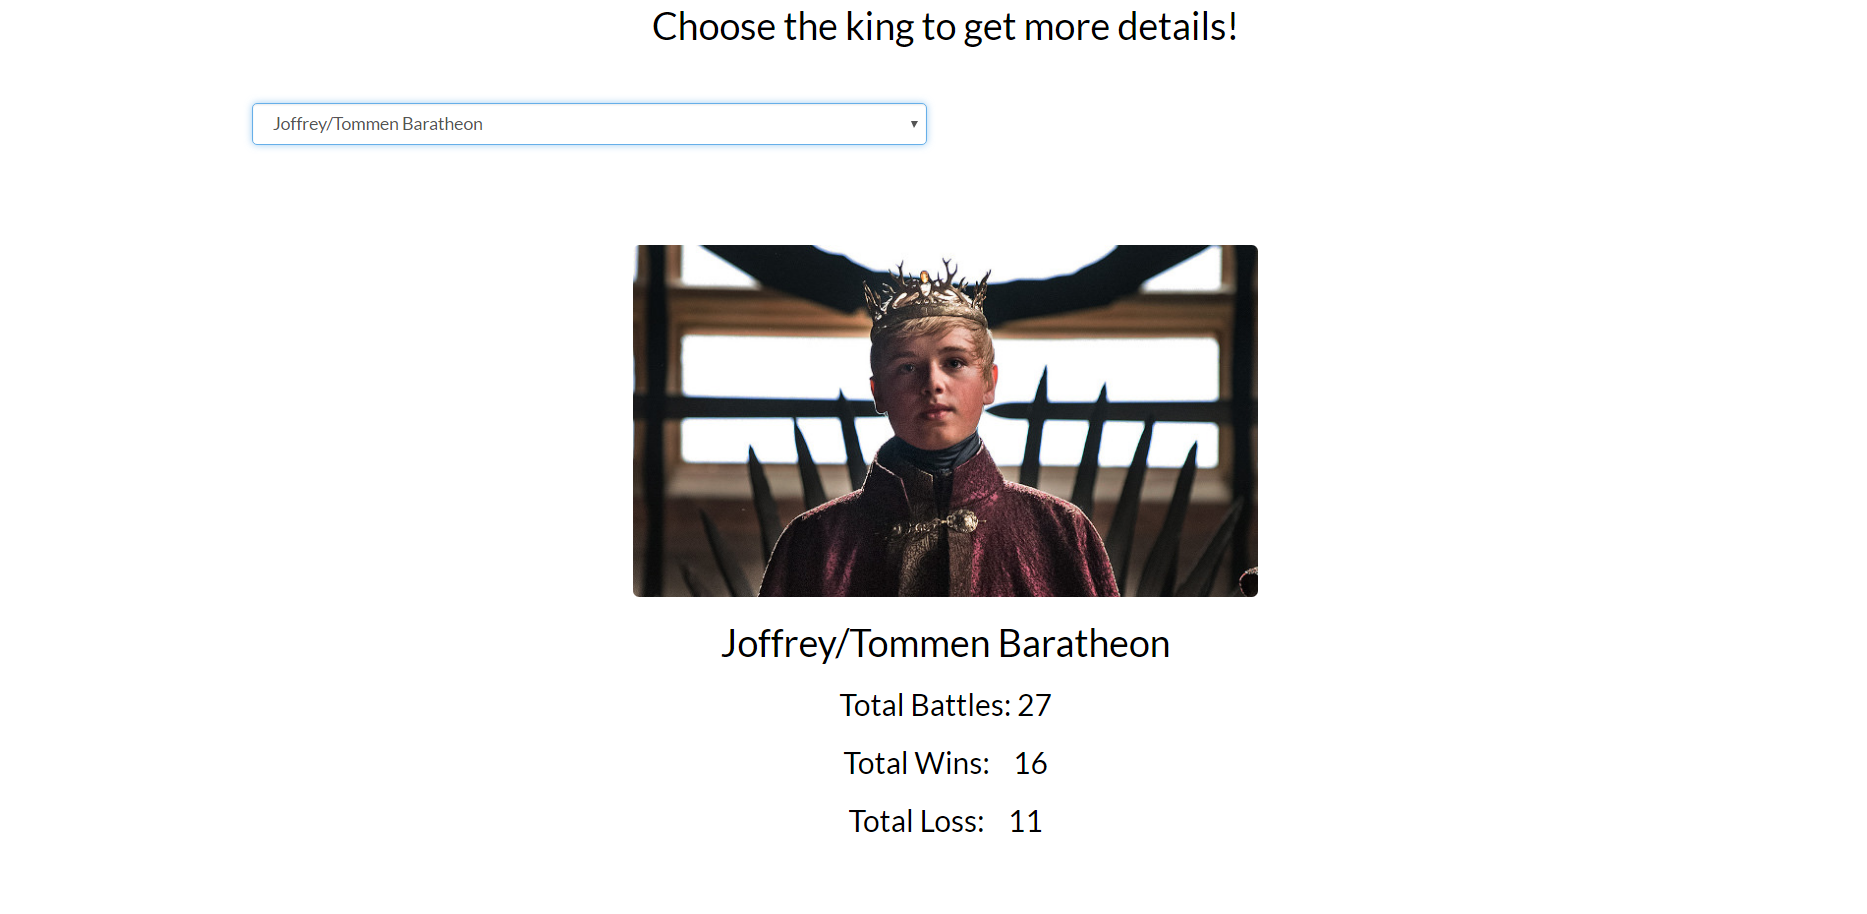 Choose the king to get more details!
Joffrey/Tommen Baratheon
Joffrey/Tommen Baratheon
Total Battles: 27
Total Wins: 16
Total Loss: 11